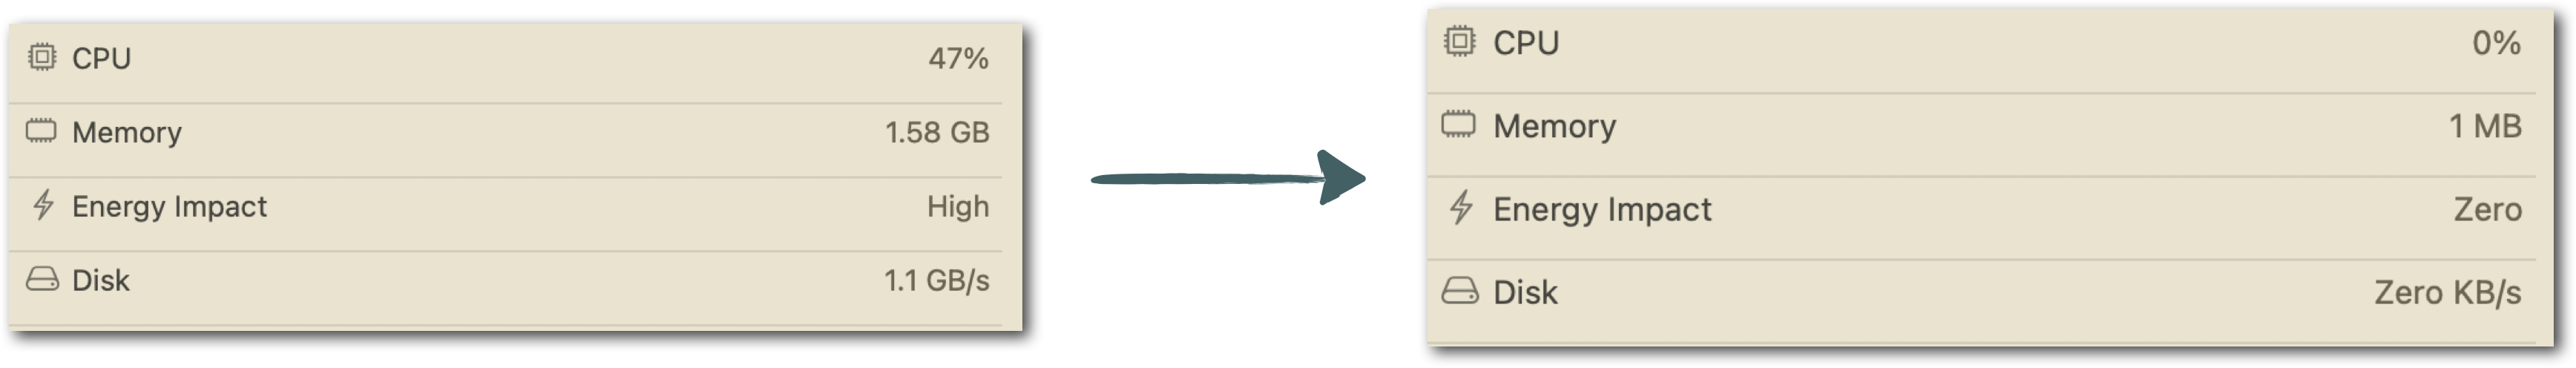 CPU 47%
Memory 1.58 GB
Energy Impact High
Disk 1.1 GB/s
CPU 0%
Memory 1 MB
Energy Impact Zero
Disk Zero KB/s